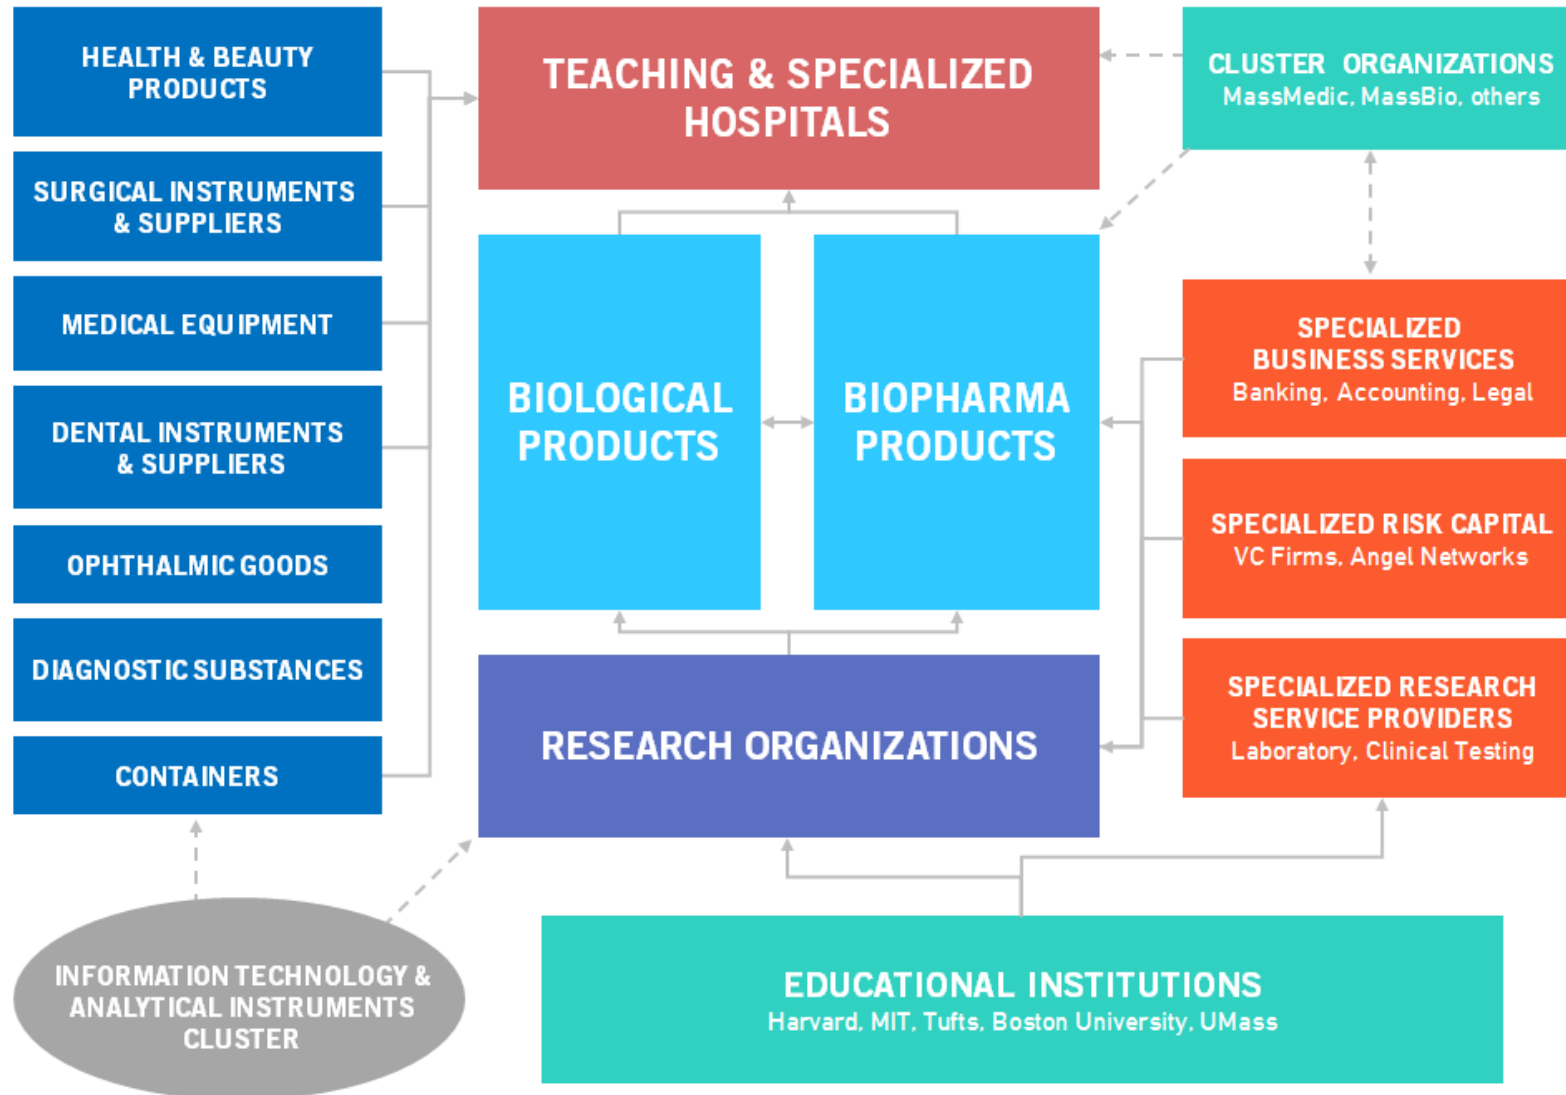 HEALTH & BEAUTY
PRODUCTS
SURGICAL INSTRUMENTS
& SUPPLIERS
MEDICAL EQUIPMENT
DENTAL INSTRUMENTS
& SUPPLIERS
OPHTHALMIC GOODS
DIAGNOSTIC SUBSTANCES
CONTAINERS
INFORMATION TECHNOLOGY &
ANALYTICAL INSTRUMENTS
CLUSTER
TEACHING & SPECIALIZED
HOSPITALS
BIOLOGICAL
PRODUCTS
BIOPHARMA
PRODUCTS
RESEARCH ORGANIZATIONS
EDUCATIONAL INSTITUTIONS
Harvard, MIT, Tufts, Boston University, UMass
CLUSTER ORGANIZATIONS
MassMedic, MassBio, others
SPECIALIZED
BUSINESS SERVICES
Banking, Accounting, Legal
SPECIALIZED RISK CAPITAL
VC Firms, Angel Networks
SPECIALIZED RESEARCH
SERVICE PROVIDERS
Laboratory, Clinical Testing